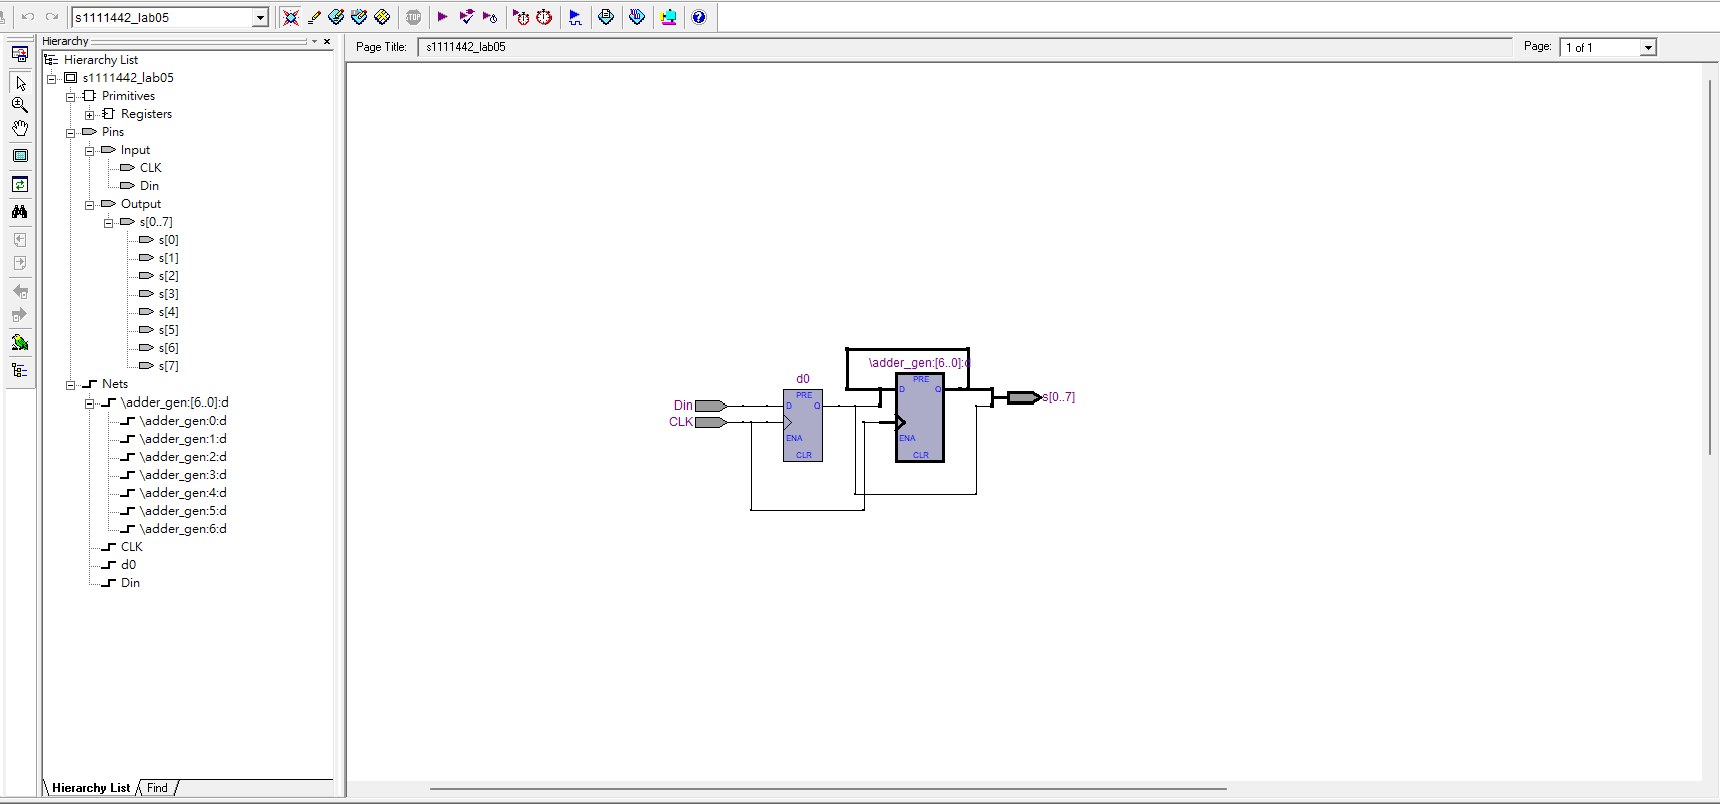 s1111442_lab05
STOP
Hierarchy
Page Title: s1111442_lab05
Page: 1 of 1
Hierarchy List
s1111442_lab05
Primitives
Registers
Pins
Input
CLK
Din
Output
s[0..7]
s[0]
s[1]
s[2]
s[3]
s[4]
s[5]
s[6]
s[7]
Nets
\adder_gen:[6..0]:d
\adder_gen:0:d
\adder_gen:1:d
\adder_gen:2:d
\adder_gen:3:d
\adder_gen:4:d
\adder_gen:5:d
\adder_gen:6:d
CLK
d0
Din
Hierarchy List
Find
Din
CLK
d0
PRE
D Q
ENA
CLR
\adder_gen:[6..0]:d
PRE
D Q
ENA
CLR
s[0..7]